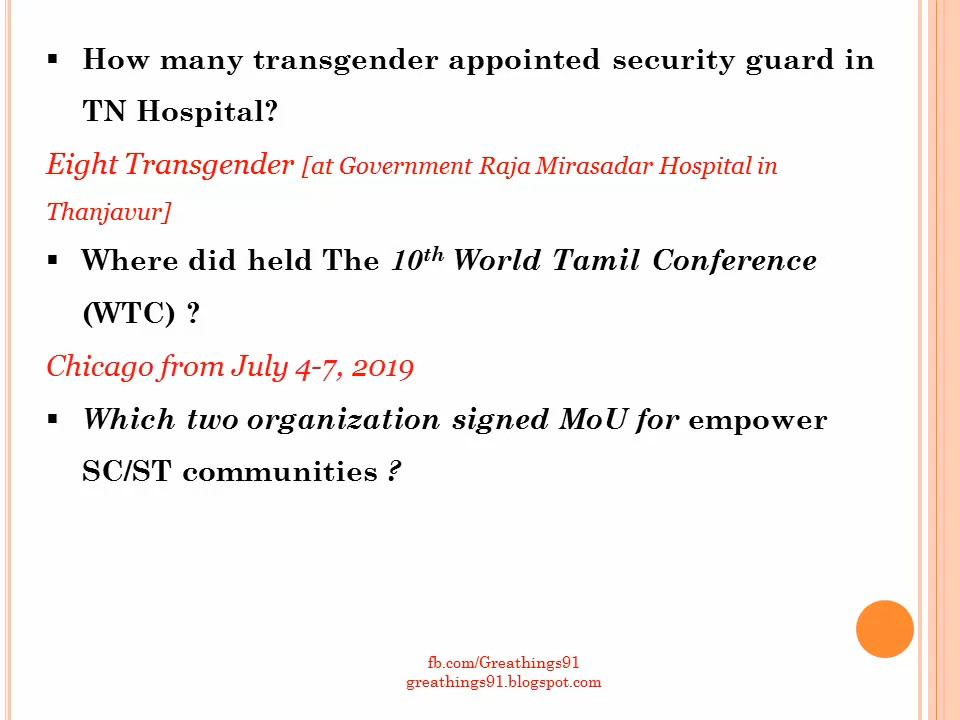 ▪ How many transgender appointed security guard in
TN Hospital?
Eight Transgender [at Government Raja Mirasadar Hospital in
Thanjavur]
▪ Where did held The 10th World Tamil Conference
(WTC) ?
Chicago from July 4-7, 2019
▪ Which two organization signed MoU for empower
SC/ST communities ?
fb.com/Greathings91
greathings91.blogspot.com